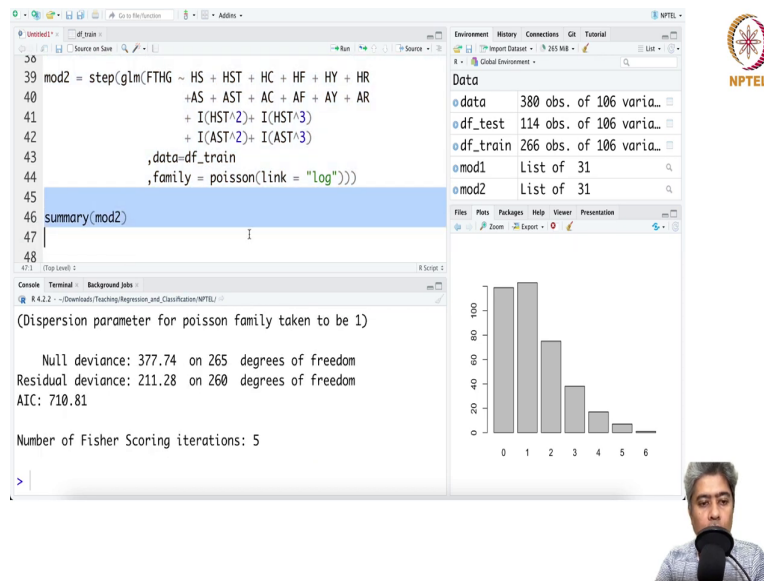 Go to file/function
Addins
NPTEL
Untitled1*
df_train
Source on Save
Run
Source
38
39 mod2 = step(glm(FTHG ~ HS + HST + HC + HF + HY + HR
40 +AS + AST + AC + AF + AY + AR
41 + I(HST^2)+ I(HST^3)
42 + I(AST^2)+ I(AST^3)
43 ,data=df_train
44 ,family = poisson(link = "log")))
45
46 summary(mod2)
47
48
47:1 (Top Level) R Script
Console Terminal Background Jobs
R 4.2.2 · ~/Downloads/Teaching/Regression_and_Classification/NPTEL/
(Dispersion parameter for poisson family taken to be 1)
Null deviance: 377.74 on 265 degrees of freedom
Residual deviance: 211.28 on 260 degrees of freedom
AIC: 710.81
Number of Fisher Scoring iterations: 5
>
Environment History Connections Git Tutorial
Import Dataset 265 MiB List
R Global Environment
Data
data 380 obs. of 106 varia…
df_test 114 obs. of 106 varia…
df_train 266 obs. of 106 varia…
mod1 List of 31
mod2 List of 31
Files Plots Packages Help Viewer Presentation
Zoom Export
0 20 40 60 80 100
0 1 2 3 4 5 6
NPTEL